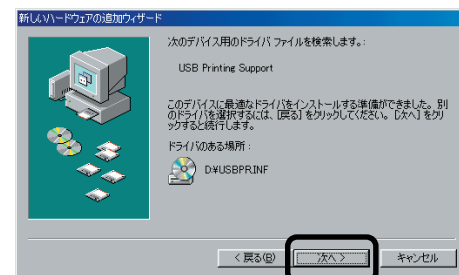 新しいハードウェアの追加ウィザード
次のデバイス用のドライバ ファイルを検索します。:
USB Printing Support
このデバイスに最適なドライバをインストールする準備ができました。別
のドライバを選択するには、[戻る] をクリックしてください。[次へ] をクリ
ックすると続行します。
ドライバのある場所:
D:¥USBPR.INF
< 戻る(B) 次へ > キャンセル